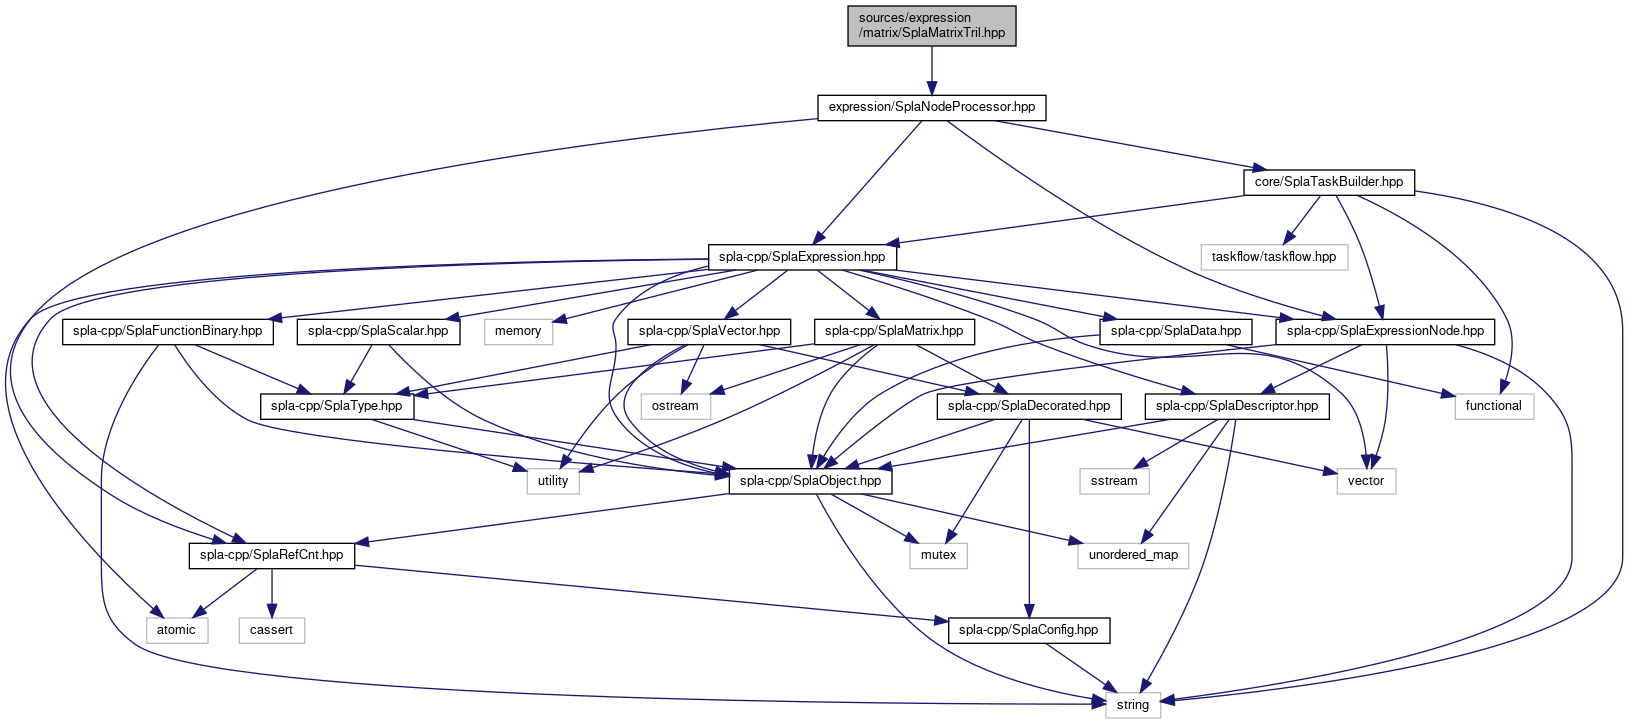 sources/expression
/matrix/SplaMatrixTril.hpp
expression/SplaNodeProcessor.hpp
core/SplaTaskBuilder.hpp
spla-cpp/SplaExpression.hpp
taskflow/taskflow.hpp
spla-cpp/SplaFunctionBinary.hpp
spla-cpp/SplaScalar.hpp
memory
spla-cpp/SplaVector.hpp
spla-cpp/SplaMatrix.hpp
spla-cpp/SplaData.hpp
spla-cpp/SplaExpressionNode.hpp
spla-cpp/SplaType.hpp
ostream
spla-cpp/SplaDecorated.hpp
spla-cpp/SplaDescriptor.hpp
functional
utility
spla-cpp/SplaObject.hpp
sstream
vector
spla-cpp/SplaRefCnt.hpp
mutex
unordered_map
atomic
cassert
spla-cpp/SplaConfig.hpp
string